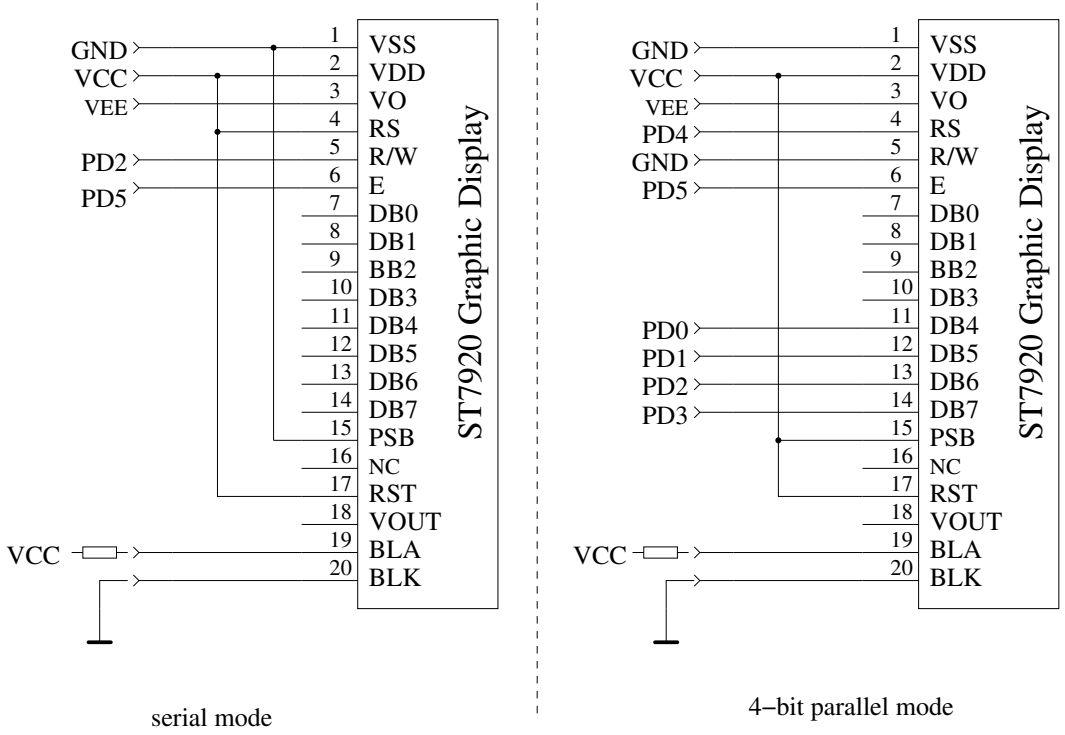 GND
VCC
VEE
PD2
PD5
VCC
1 VSS
2 VDD
3 VO
4 RS
5 R/W
6 E
7 DB0
8 DB1
9 BB2
10 DB3
11 DB4
12 DB5
13 DB6
14 DB7
15 PSB
16 NC
17 RST
18 VOUT
19 BLA
20 BLK
ST7920 Graphic Display
serial mode
GND
VCC
VEE
PD4
GND
PD5
PD0
PD1
PD2
PD3
VCC
1 VSS
2 VDD
3 VO
4 RS
5 R/W
6 E
7 DB0
8 DB1
9 BB2
10 DB3
11 DB4
12 DB5
13 DB6
14 DB7
15 PSB
16 NC
17 RST
18 VOUT
19 BLA
20 BLK
ST7920 Graphic Display
4−bit parallel mode